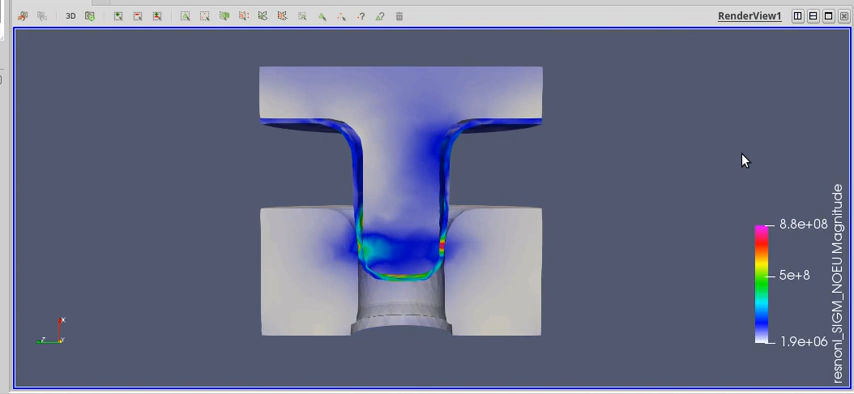 3D
RenderView1
8.8e+08
5e+8
1.9e+06
resnonl_SIGM_NOEU Magnitude
x
z
Y